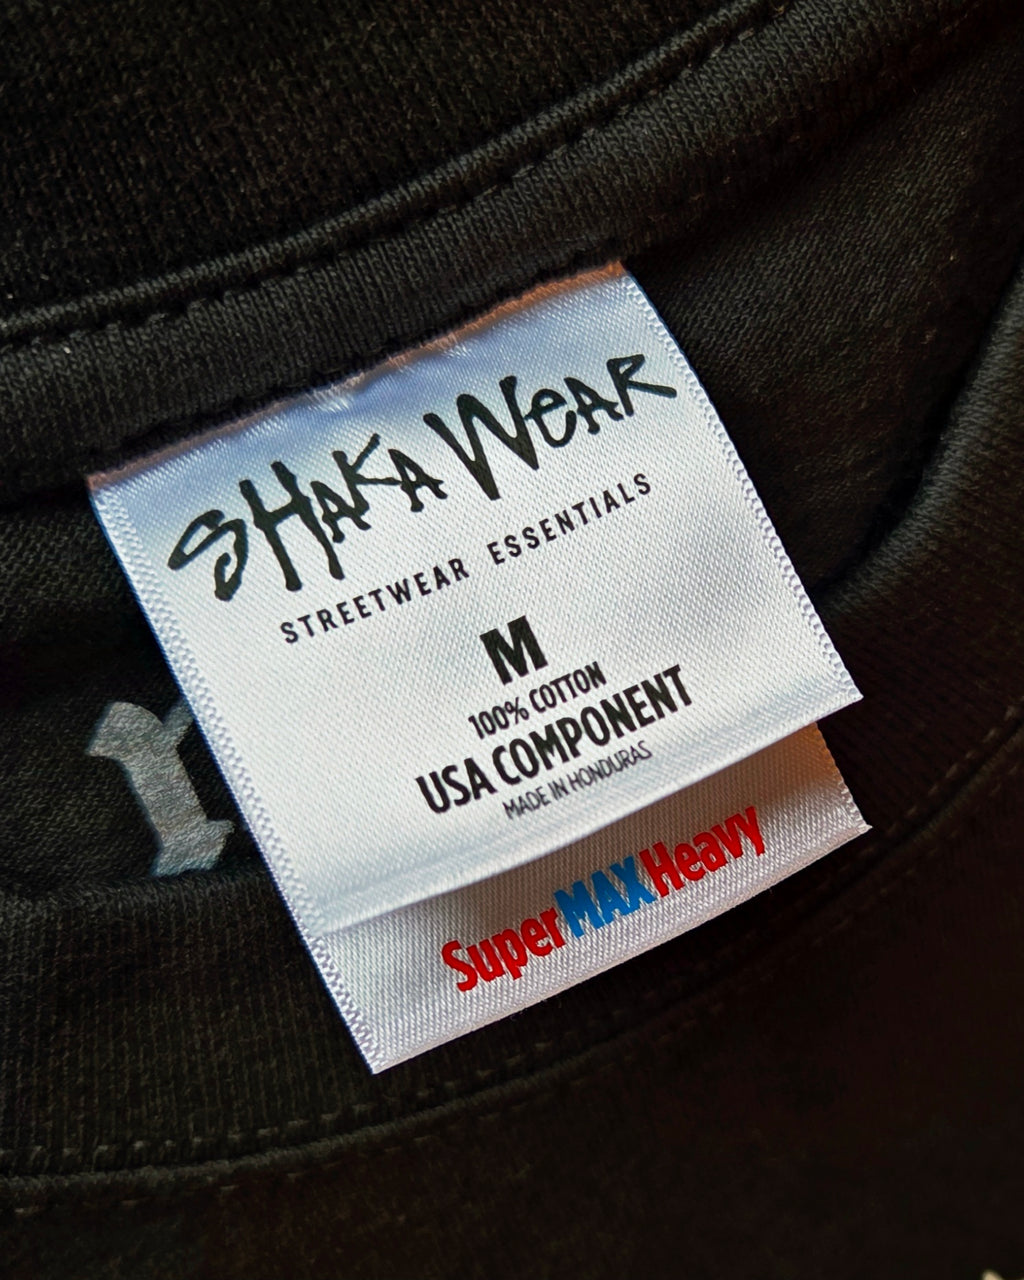 SHAKA WEAR
STREETWEAR ESSENTIALS
M
100% COTTON
USA COMPONENT
MADE IN HONDURAS
SuperMAXHeavy